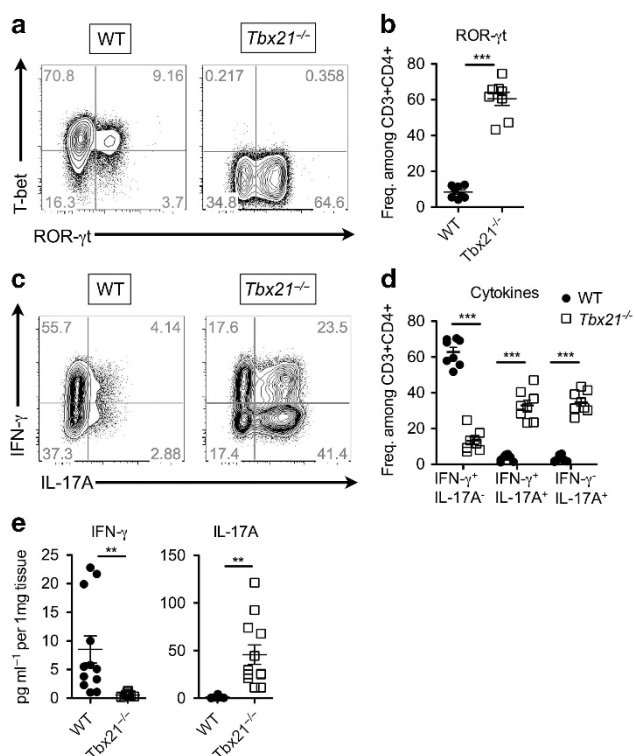 a
WT
Tbx21–/–
70.8 9.16
0.217 0.358
T-bet
16.3 3.7
34.8 64.6
ROR-γt
b
ROR-γt
***
Freq. among CD3+CD4+
80
60
40
20
0
WT
Tbx21–/–
c
WT
Tbx21–/–
55.7 4.14
17.6 23.5
IFN-γ
37.3 2.88
17.4 41.4
IL-17A
d
Cytokines
WT
Tbx21–/–
*** *** ***
Freq. among CD3+CD4+
80
60
40
20
0
IFN-γ+ IFN-γ+ IFN-γ-
IL-17A- IL-17A+ IL-17A+
e
IFN-γ
**
pg ml–1 per 1mg tissue
25
20
15
10
5
0
WT
Tbx21–/–
IL-17A
**
150
100
50
0
WT
Tbx21–/–